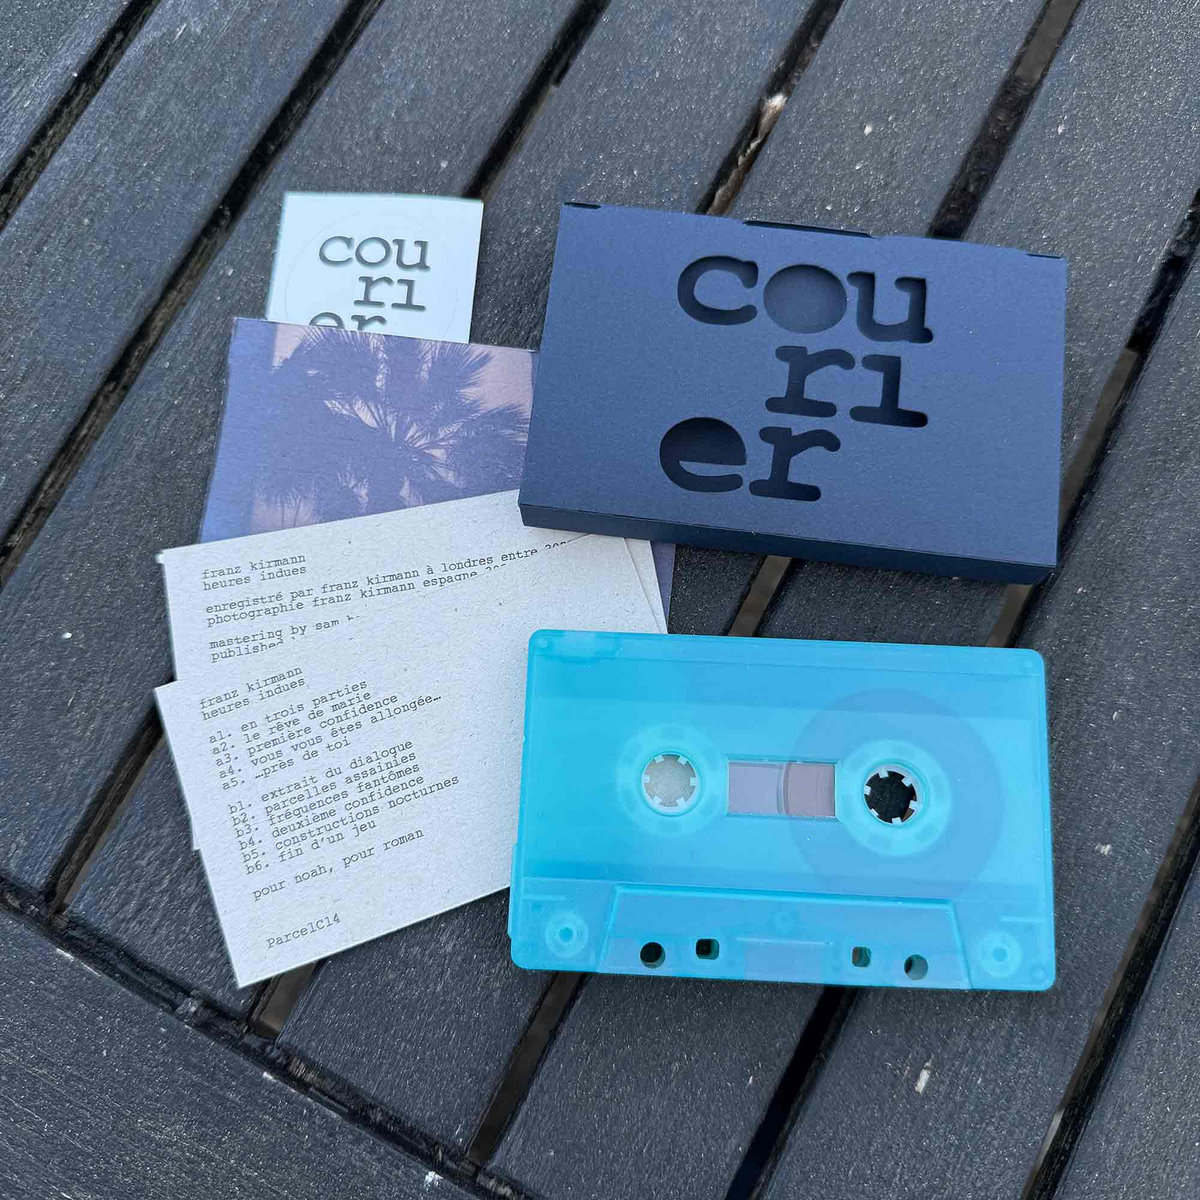 cou
ri
er
cou
ri
er
franz kirmann
heures indues
enregistré par franz kirmann à londres entre
photographie franz kirmann espagne
mastering by sam
published
franz kirmann
heures indues
a1. en trois parties
a2. le rêve de marie
a3. première confidence
a4. vous vous êtes allongée…
a5. …près de toi
b1. extrait du dialogue
b2. parcelles assainies
b3. fréquences fantômes
b4. deuxième confidence
b5. constructions nocturnes
b6. fin d'un jeu
pour noah, pour roman
ParcelC14